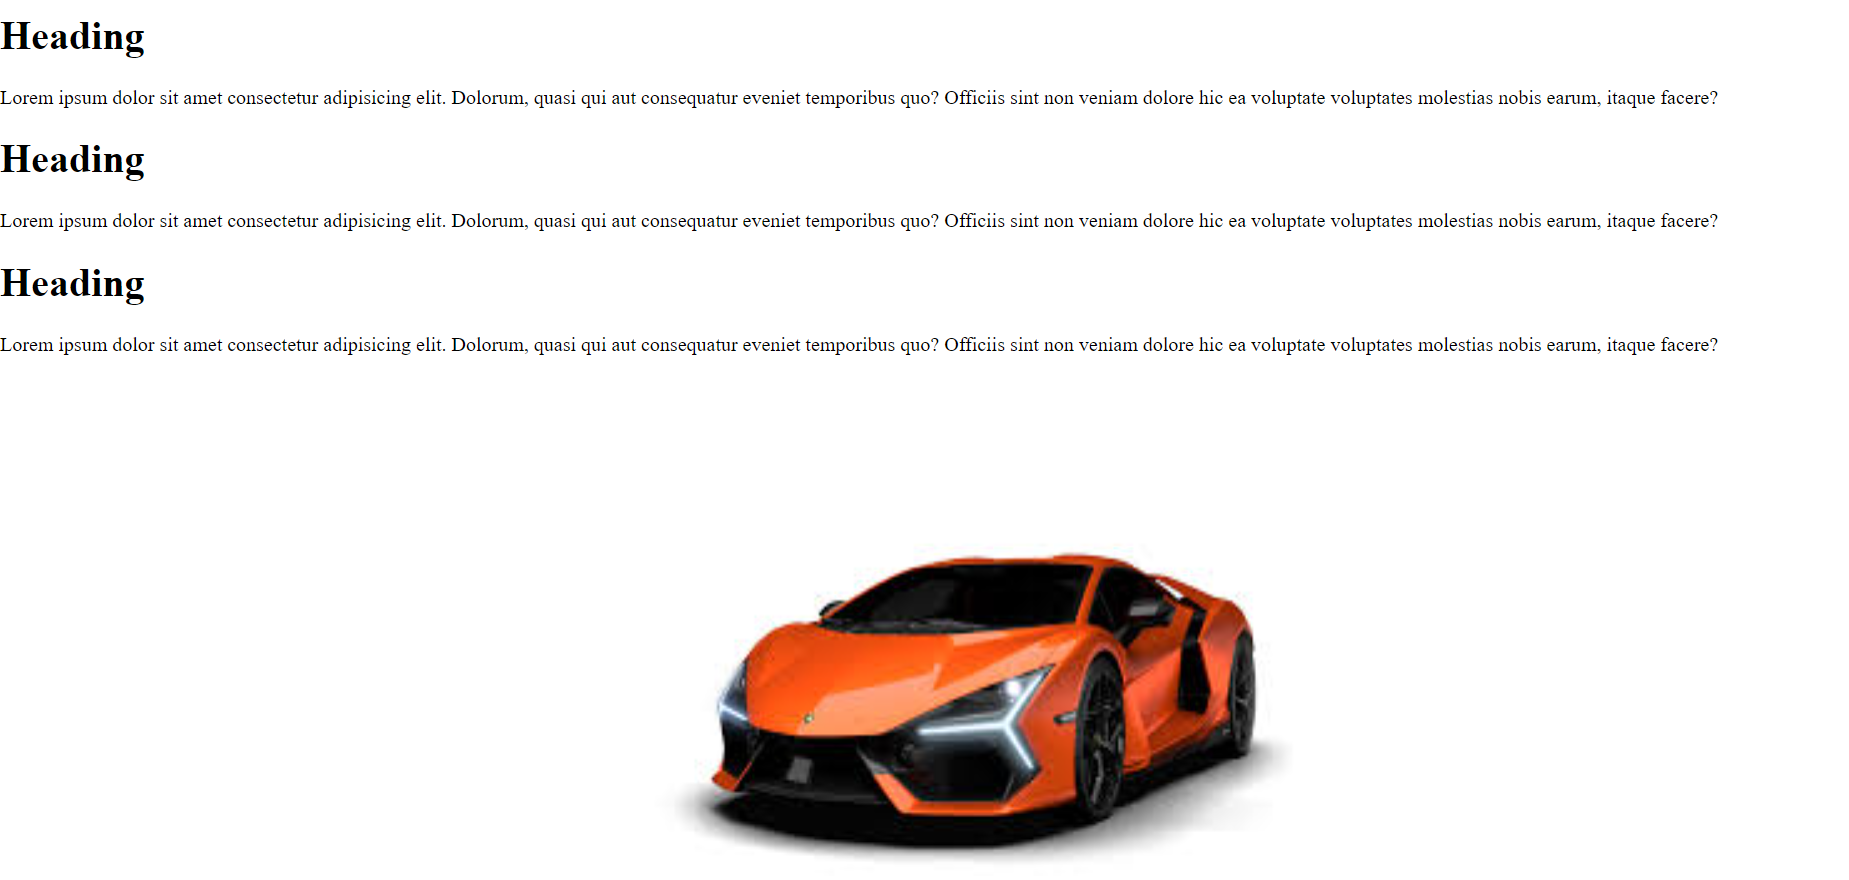 Heading
Lorem ipsum dolor sit amet consectetur adipisicing elit. Dolorum, quasi qui aut consequatur eveniet temporibus quo? Officiis sint non veniam dolore hic ea voluptate voluptates molestias nobis earum, itaque facere?
Heading
Lorem ipsum dolor sit amet consectetur adipisicing elit. Dolorum, quasi qui aut consequatur eveniet temporibus quo? Officiis sint non veniam dolore hic ea voluptate voluptates molestias nobis earum, itaque facere?
Heading
Lorem ipsum dolor sit amet consectetur adipisicing elit. Dolorum, quasi qui aut consequatur eveniet temporibus quo? Officiis sint non veniam dolore hic ea voluptate voluptates molestias nobis earum, itaque facere?